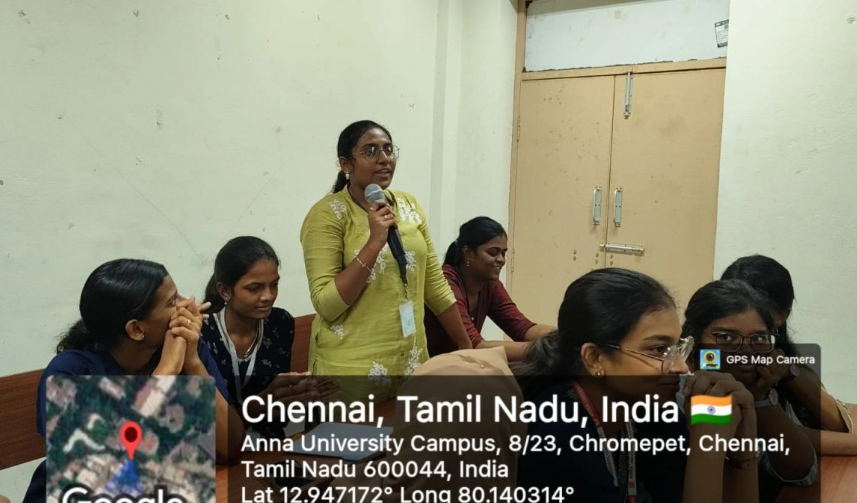 GPS Map Camera
Chennai, Tamil Nadu, India
Anna University Campus, 8/23, Chromepet, Chennai,
Tamil Nadu 600044, India
Lat 12.947172° Long 80.140314°
Google